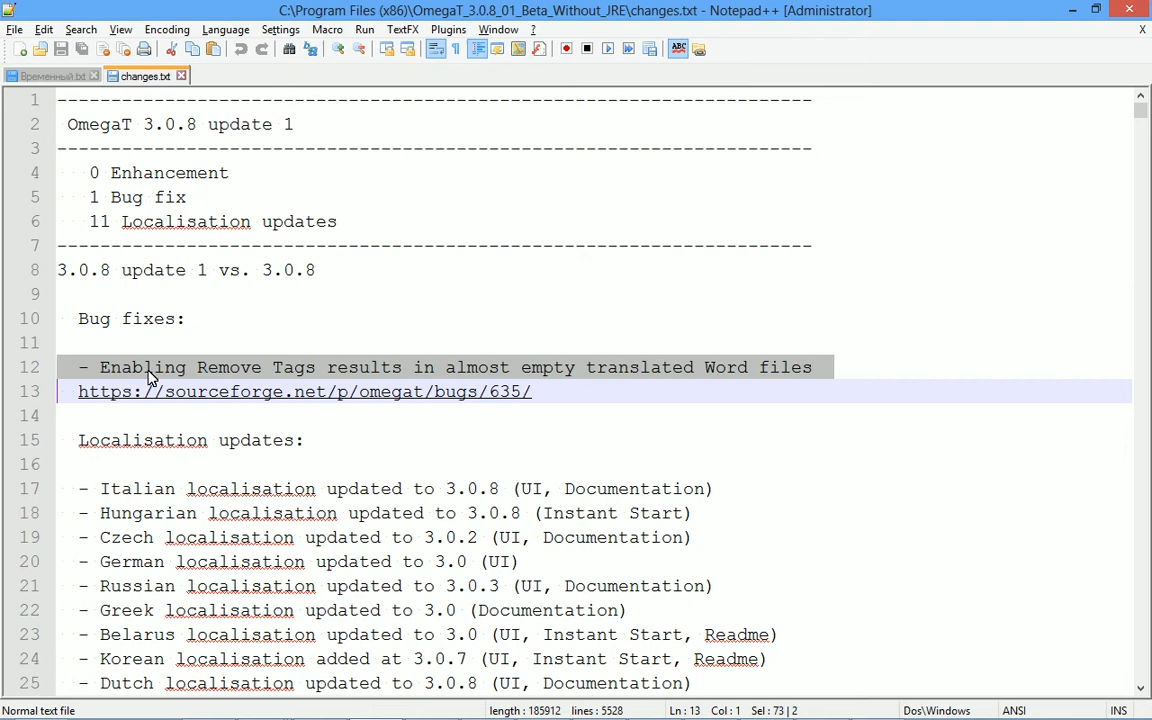 C:\Program Files (x86)\OmegaT_3.0.8_01_Beta_Without_JRE\changes.txt - Notepad++ [Administrator]
File Edit Search View Encoding Language Settings Macro Run TextFX Plugins Window ? X
ABC
Временный.txt changes.txt
1 ----------------------------------------------------------------------
2 OmegaT 3.0.8 update 1
3 ----------------------------------------------------------------------
4 0 Enhancement
5 1 Bug fix
6 11 Localisation updates
7 ----------------------------------------------------------------------
8 3.0.8 update 1 vs. 3.0.8
9
10 Bug fixes:
11
12 - Enabling Remove Tags results in almost empty translated Word files
13 https://sourceforge.net/p/omegat/bugs/635/
14
15 Localisation updates:
16
17 - Italian localisation updated to 3.0.8 (UI, Documentation)
18 - Hungarian localisation updated to 3.0.8 (Instant Start)
19 - Czech localisation updated to 3.0.2 (UI, Documentation)
20 - German localisation updated to 3.0 (UI)
21 - Russian localisation updated to 3.0.3 (UI, Documentation)
22 - Greek localisation updated to 3.0 (Documentation)
23 - Belarus localisation updated to 3.0 (UI, Instant Start, Readme)
24 - Korean localisation added at 3.0.7 (UI, Instant Start, Readme)
25 - Dutch localisation updated to 3.0.8 (UI, Documentation)
Normal text file length : 185912 lines : 5528 Ln : 13 Col : 1 Sel : 73 | 2 Dos\Windows ANSI INS